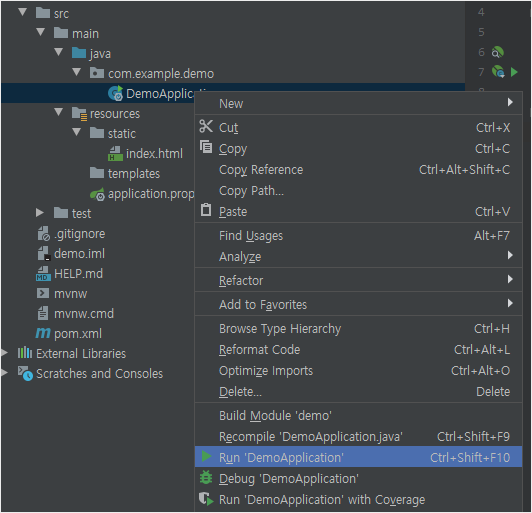 src
main
java
com.example.demo
DemoApplicati
resources
static
index.html
templates
application.prop
test
.gitignore
demo.iml
HELP.md
mvnw
mvnw.cmd
pom.xml
External Libraries
Scratches and Consoles
4
5
6
7
New
Cut Ctrl+X
Copy Ctrl+C
Copy Reference Ctrl+Alt+Shift+C
Copy Path...
Paste Ctrl+V
Find Usages Alt+F7
Analyze
Refactor
Add to Favorites
Browse Type Hierarchy Ctrl+H
Reformat Code Ctrl+Alt+L
Optimize Imports Ctrl+Alt+O
Delete... Delete
Build Module 'demo'
Recompile 'DemoApplication.java' Ctrl+Shift+F9
Run 'DemoApplication' Ctrl+Shift+F10
Debug 'DemoApplication'
Run 'DemoApplication' with Coverage